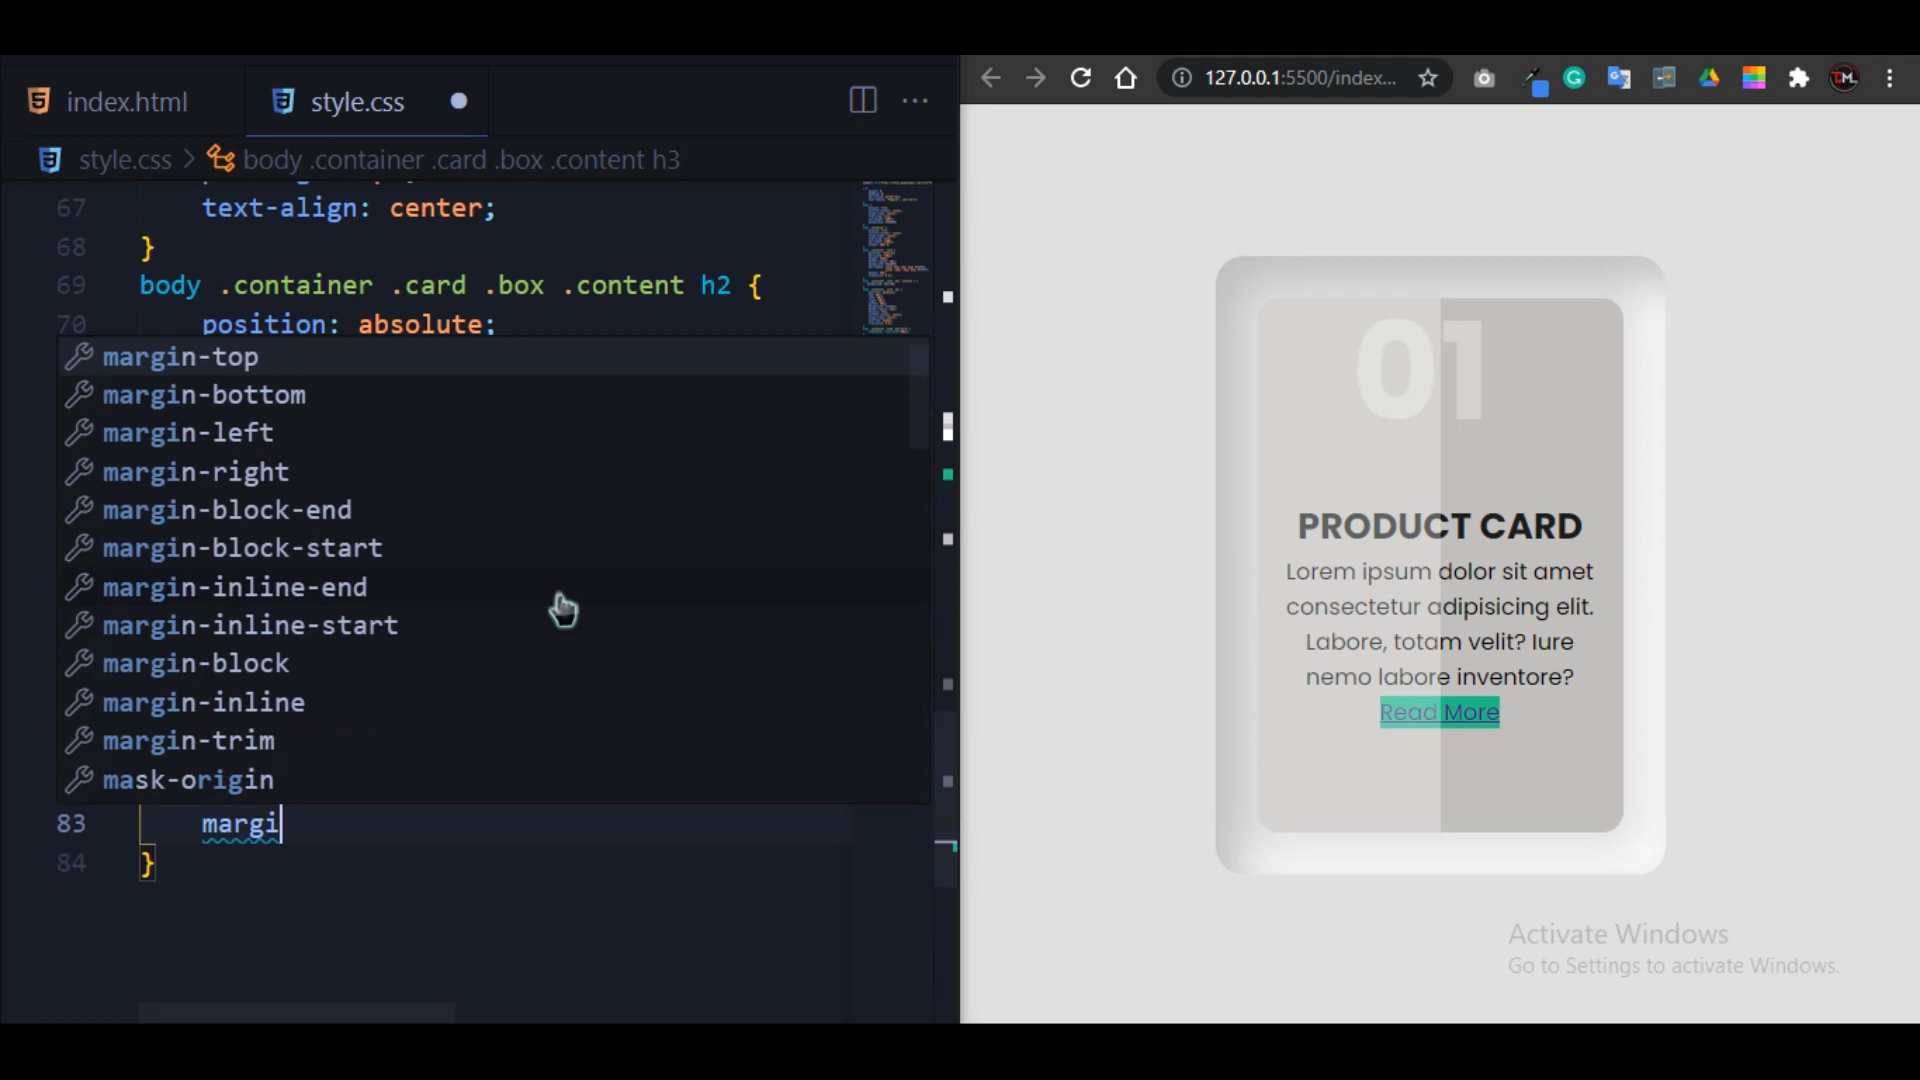 index.html
style.css
127.0.0.1:5500/index...
style.css > body .container .card .box .content h3
67 text-align: center;
68 }
69 body .container .card .box .content h2 {
70 position: absolute;
margin-top
margin-bottom
margin-left
margin-right
margin-block-end
margin-block-start
margin-inline-end
margin-inline-start
margin-block
margin-inline
margin-trim
mask-origin
83 margi
84 }
01
PRODUCT CARD
Lorem ipsum dolor sit amet
consectetur adipisicing elit.
Labore, totam velit? Iure
nemo labore inventore?
Read More
Activate Windows
Go to Settings to activate Windows.